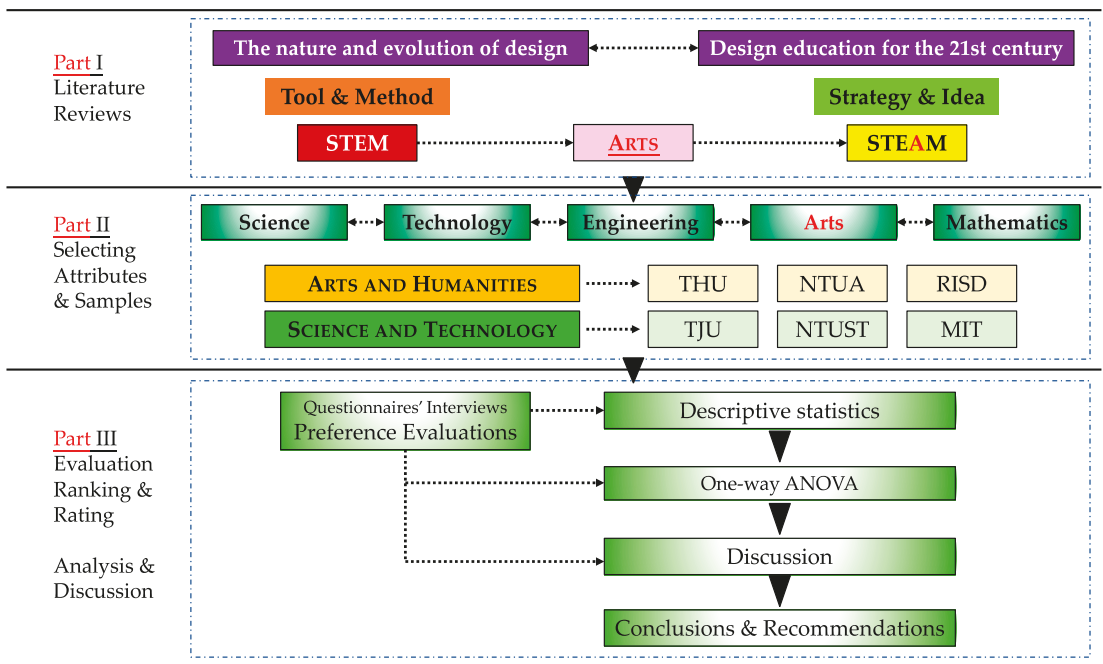 Part I
Literature
Reviews
The nature and evolution of design
Design education for the 21st century
Tool & Method
Strategy & Idea
STEM
ARTS
STEAM
Part II
Selecting
Attributes
& Samples
Science
Technology
Engineering
Arts
Mathematics
ARTS AND HUMANITIES
THU
NTUA
RISD
SCIENCE AND TECHNOLOGY
TJU
NTUST
MIT
Part III
Evaluation
Ranking &
Rating
Analysis &
Discussion
Questionnaires’ Interviews
Preference Evaluations
Descriptive statistics
One-way ANOVA
Discussion
Conclusions & Recommendations